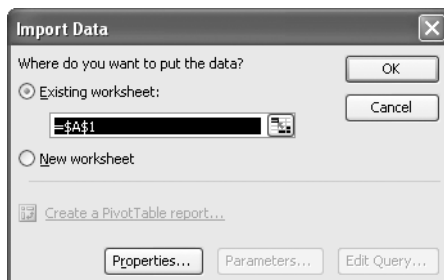 Import Data
Where do you want to put the data?
OK
Existing worksheet:
Cancel
=$A$1
New worksheet
Create a PivotTable report...
Properties... Parameters... Edit Query...